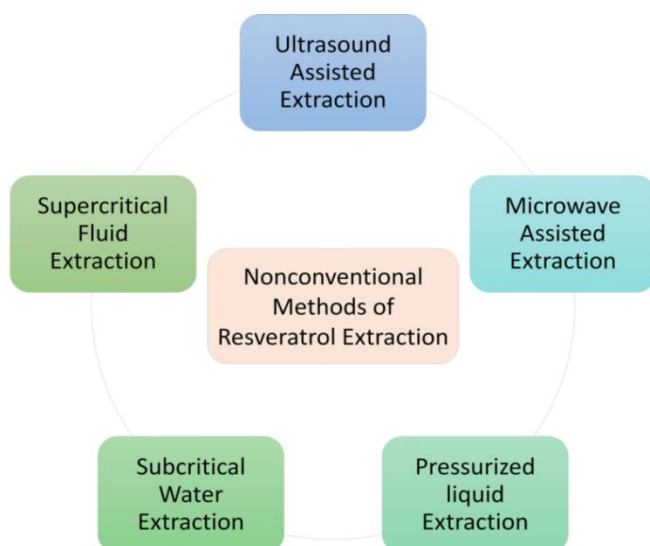 Ultrasound
Assisted
Extraction
Microwave
Assisted
Extraction
Pressurized
liquid
Extraction
Subcritical
Water
Extraction
Supercritical
Fluid
Extraction
Nonconventional
Methods of
Resveratrol Extraction